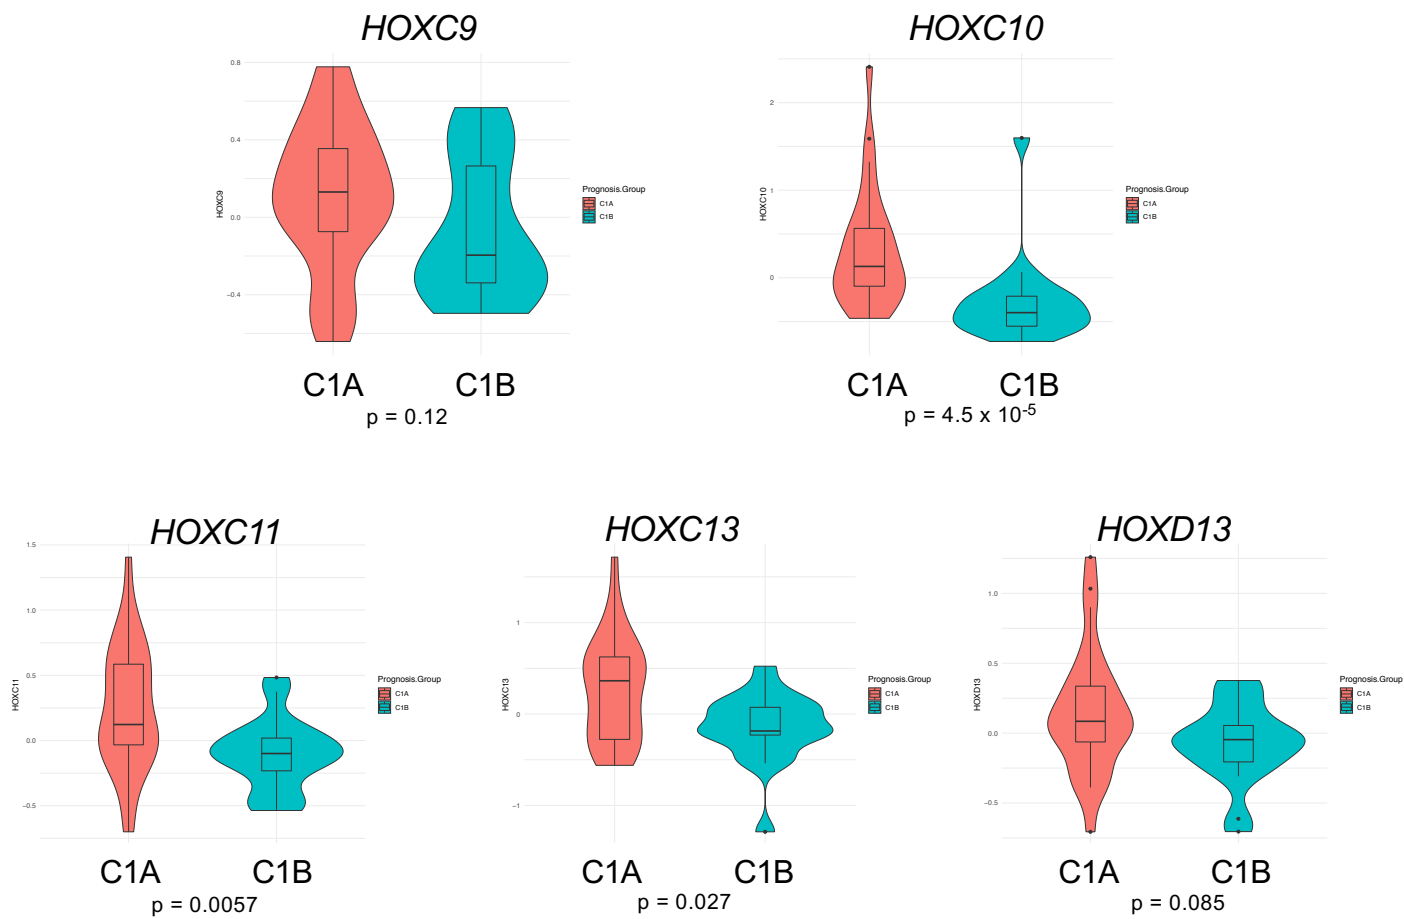 HOXC9
HOXC10
0.8
0.4
0.0
−0.4
HOXC9
Prognosis.Group
C1A
C1B
C1A
C1B
p = 0.12
2
1
0
HOXC10
Prognosis.Group
C1A
C1B
C1A
C1B
p = 4.5 x 10-5
HOXC11
HOXC13
HOXD13
1.5
1.0
0.5
0.0
−0.5
HOXC11
Prognosis.Group
C1A
C1B
C1A
C1B
p = 0.0057
1
0
−1
HOXC13
Prognosis.Group
C1A
C1B
C1A
C1B
p = 0.027
1.0
0.5
0.0
−0.5
HOXD13
Prognosis.Group
C1A
C1B
C1A
C1B
p = 0.085